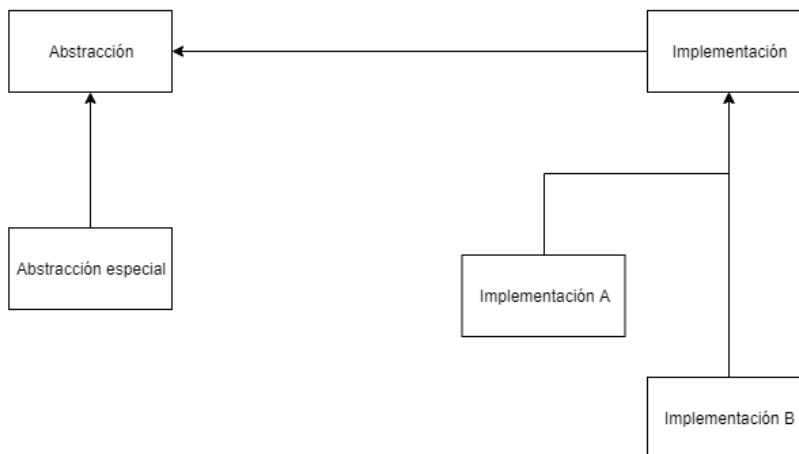 Abstracción
Implementación
Abstracción especial
Implementación A
Implementación B